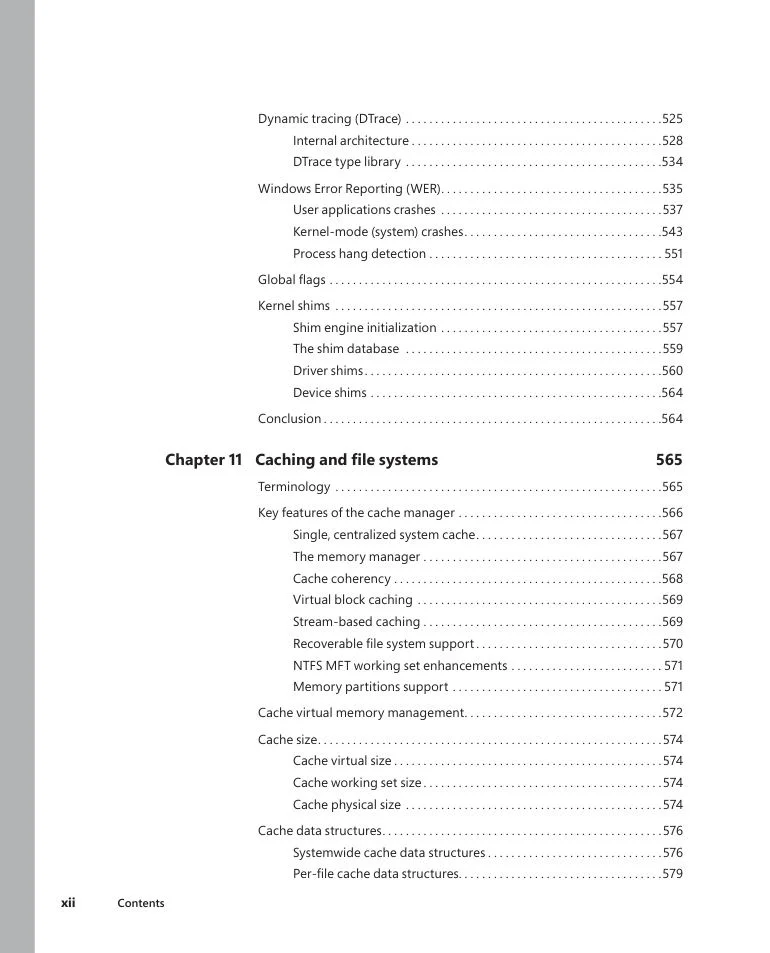 Dynamic tracing (DTrace) . . . . . . . . . . . . . . . . . . . . . . . . . . . . . . . . . . . . . . . . . . . .525
Internal architecture . . . . . . . . . . . . . . . . . . . . . . . . . . . . . . . . . . . . . . . . . . .528
DTrace type library . . . . . . . . . . . . . . . . . . . . . . . . . . . . . . . . . . . . . . . . . . . .534
Windows Error Reporting (WER). . . . . . . . . . . . . . . . . . . . . . . . . . . . . . . . . . . . . .535
User applications crashes . . . . . . . . . . . . . . . . . . . . . . . . . . . . . . . . . . . . . .537
Kernel-mode (system) crashes. . . . . . . . . . . . . . . . . . . . . . . . . . . . . . . . . .543
Process hang detection . . . . . . . . . . . . . . . . . . . . . . . . . . . . . . . . . . . . . . . . 551
Global flags . . . . . . . . . . . . . . . . . . . . . . . . . . . . . . . . . . . . . . . . . . . . . . . . . . . . . . . . .554
Kernel shims . . . . . . . . . . . . . . . . . . . . . . . . . . . . . . . . . . . . . . . . . . . . . . . . . . . . . . . .557
Shim engine initialization . . . . . . . . . . . . . . . . . . . . . . . . . . . . . . . . . . . . . .557
The shim database . . . . . . . . . . . . . . . . . . . . . . . . . . . . . . . . . . . . . . . . . . . .559
Driver shims . . . . . . . . . . . . . . . . . . . . . . . . . . . . . . . . . . . . . . . . . . . . . . . . . . .560
Device shims . . . . . . . . . . . . . . . . . . . . . . . . . . . . . . . . . . . . . . . . . . . . . . . . . .564
Conclusion . . . . . . . . . . . . . . . . . . . . . . . . . . . . . . . . . . . . . . . . . . . . . . . . . . . . . . . . . .564
Chapter 11 Caching and file systems 565
Terminology . . . . . . . . . . . . . . . . . . . . . . . . . . . . . . . . . . . . . . . . . . . . . . . . . . . . . . . .565
Key features of the cache manager . . . . . . . . . . . . . . . . . . . . . . . . . . . . . . . . . . .566
Single, centralized system cache. . . . . . . . . . . . . . . . . . . . . . . . . . . . . . . .567
The memory manager . . . . . . . . . . . . . . . . . . . . . . . . . . . . . . . . . . . . . . . . .567
Cache coherency . . . . . . . . . . . . . . . . . . . . . . . . . . . . . . . . . . . . . . . . . . . . . .568
Virtual block caching . . . . . . . . . . . . . . . . . . . . . . . . . . . . . . . . . . . . . . . . . .569
Stream-based caching . . . . . . . . . . . . . . . . . . . . . . . . . . . . . . . . . . . . . . . . .569
Recoverable file system support . . . . . . . . . . . . . . . . . . . . . . . . . . . . . . . .570
NTFS MFT working set enhancements . . . . . . . . . . . . . . . . . . . . . . . . . . 571
Memory partitions support . . . . . . . . . . . . . . . . . . . . . . . . . . . . . . . . . . . . 571
Cache virtual memory management. . . . . . . . . . . . . . . . . . . . . . . . . . . . . . . . . .572
Cache size. . . . . . . . . . . . . . . . . . . . . . . . . . . . . . . . . . . . . . . . . . . . . . . . . . . . . . . . . . .574
Cache virtual size . . . . . . . . . . . . . . . . . . . . . . . . . . . . . . . . . . . . . . . . . . . . . .574
Cache working set size . . . . . . . . . . . . . . . . . . . . . . . . . . . . . . . . . . . . . . . . .574
Cache physical size . . . . . . . . . . . . . . . . . . . . . . . . . . . . . . . . . . . . . . . . . . . .574
Cache data structures. . . . . . . . . . . . . . . . . . . . . . . . . . . . . . . . . . . . . . . . . . . . . . . .576
Systemwide cache data structures . . . . . . . . . . . . . . . . . . . . . . . . . . . . . .576
Per-file cache data structures. . . . . . . . . . . . . . . . . . . . . . . . . . . . . . . . . . .579
xii Contents